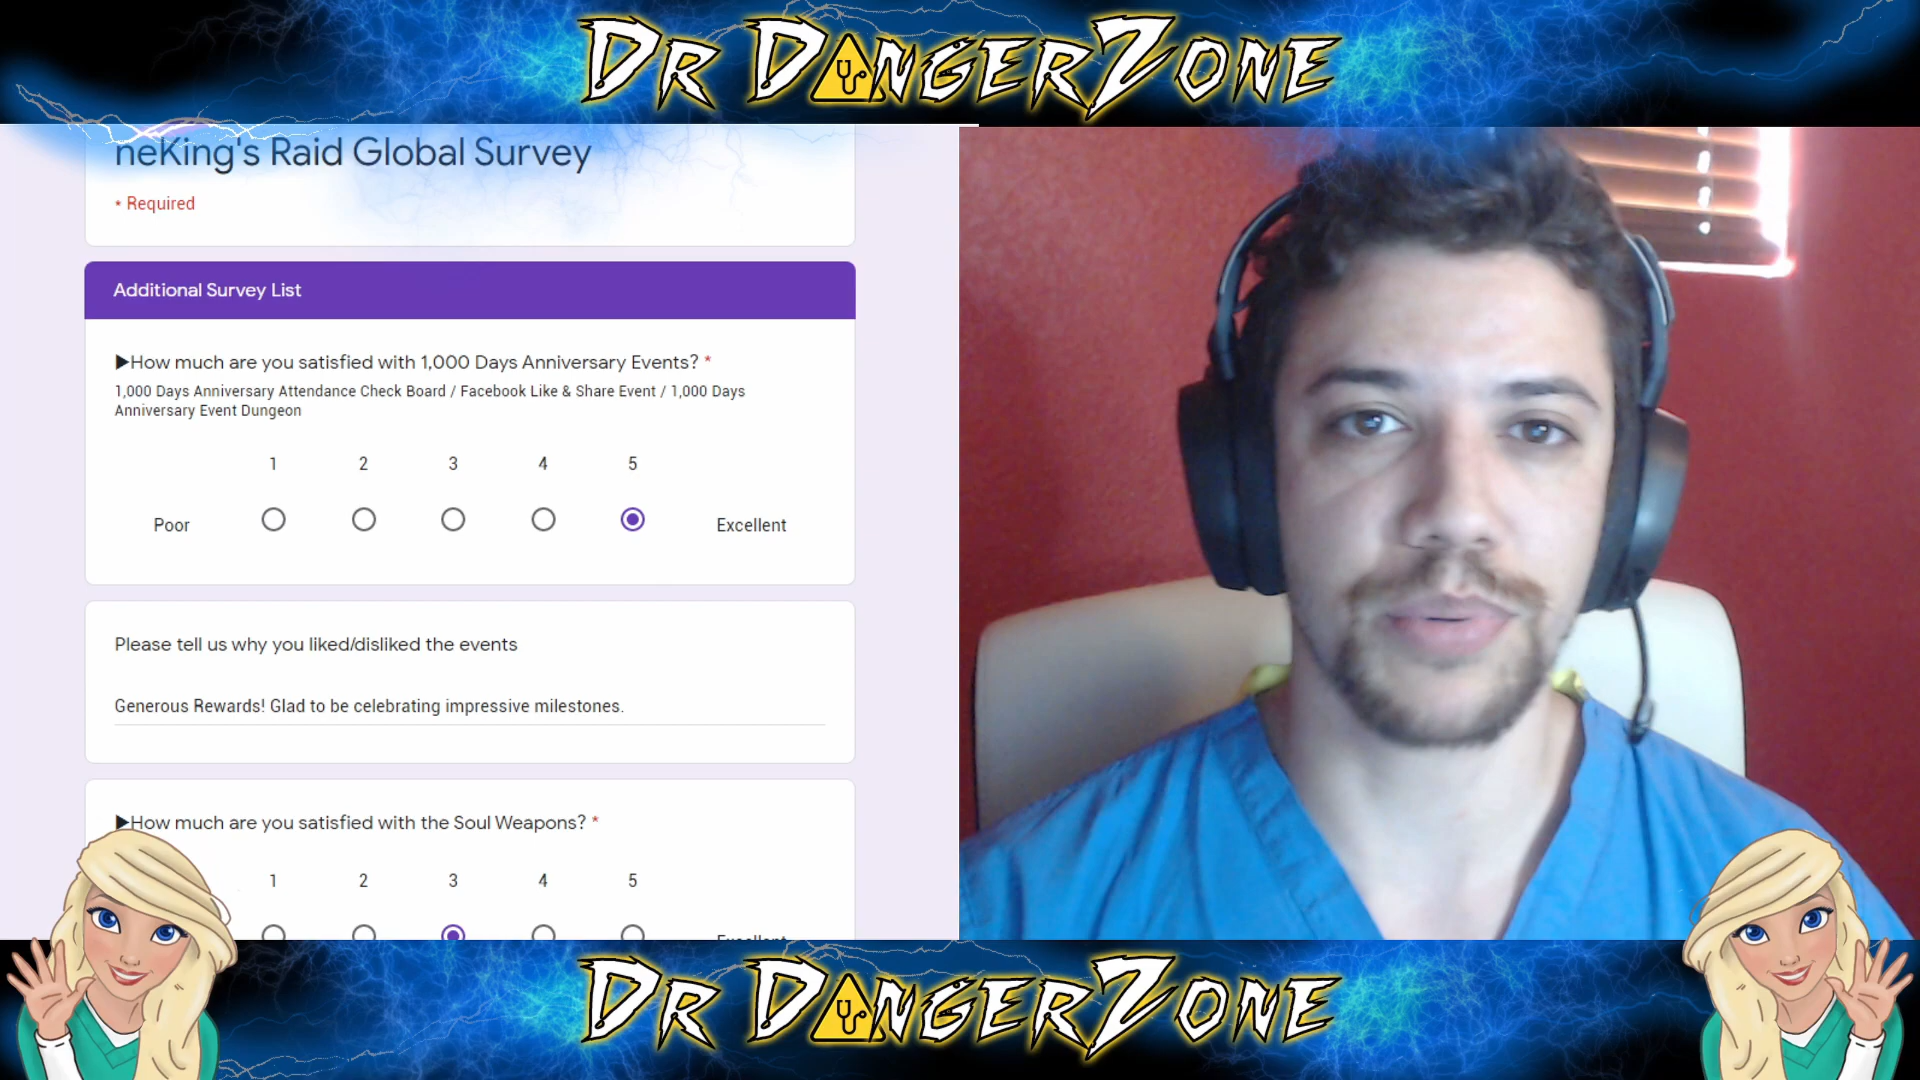 DR DANGERZONE
neKing's Raid Global Survey
* Required
Additional Survey List
▶How much are you satisfied with 1,000 Days Anniversary Events? *
1,000 Days Anniversary Attendance Check Board / Facebook Like & Share Event / 1,000 Days
Anniversary Event Dungeon
1 2 3 4 5
Poor Excellent
Please tell us why you liked/disliked the events
Generous Rewards! Glad to be celebrating impressive milestones.
▶How much are you satisfied with the Soul Weapons? *
1 2 3 4 5
Excellent
DR DANGERZONE